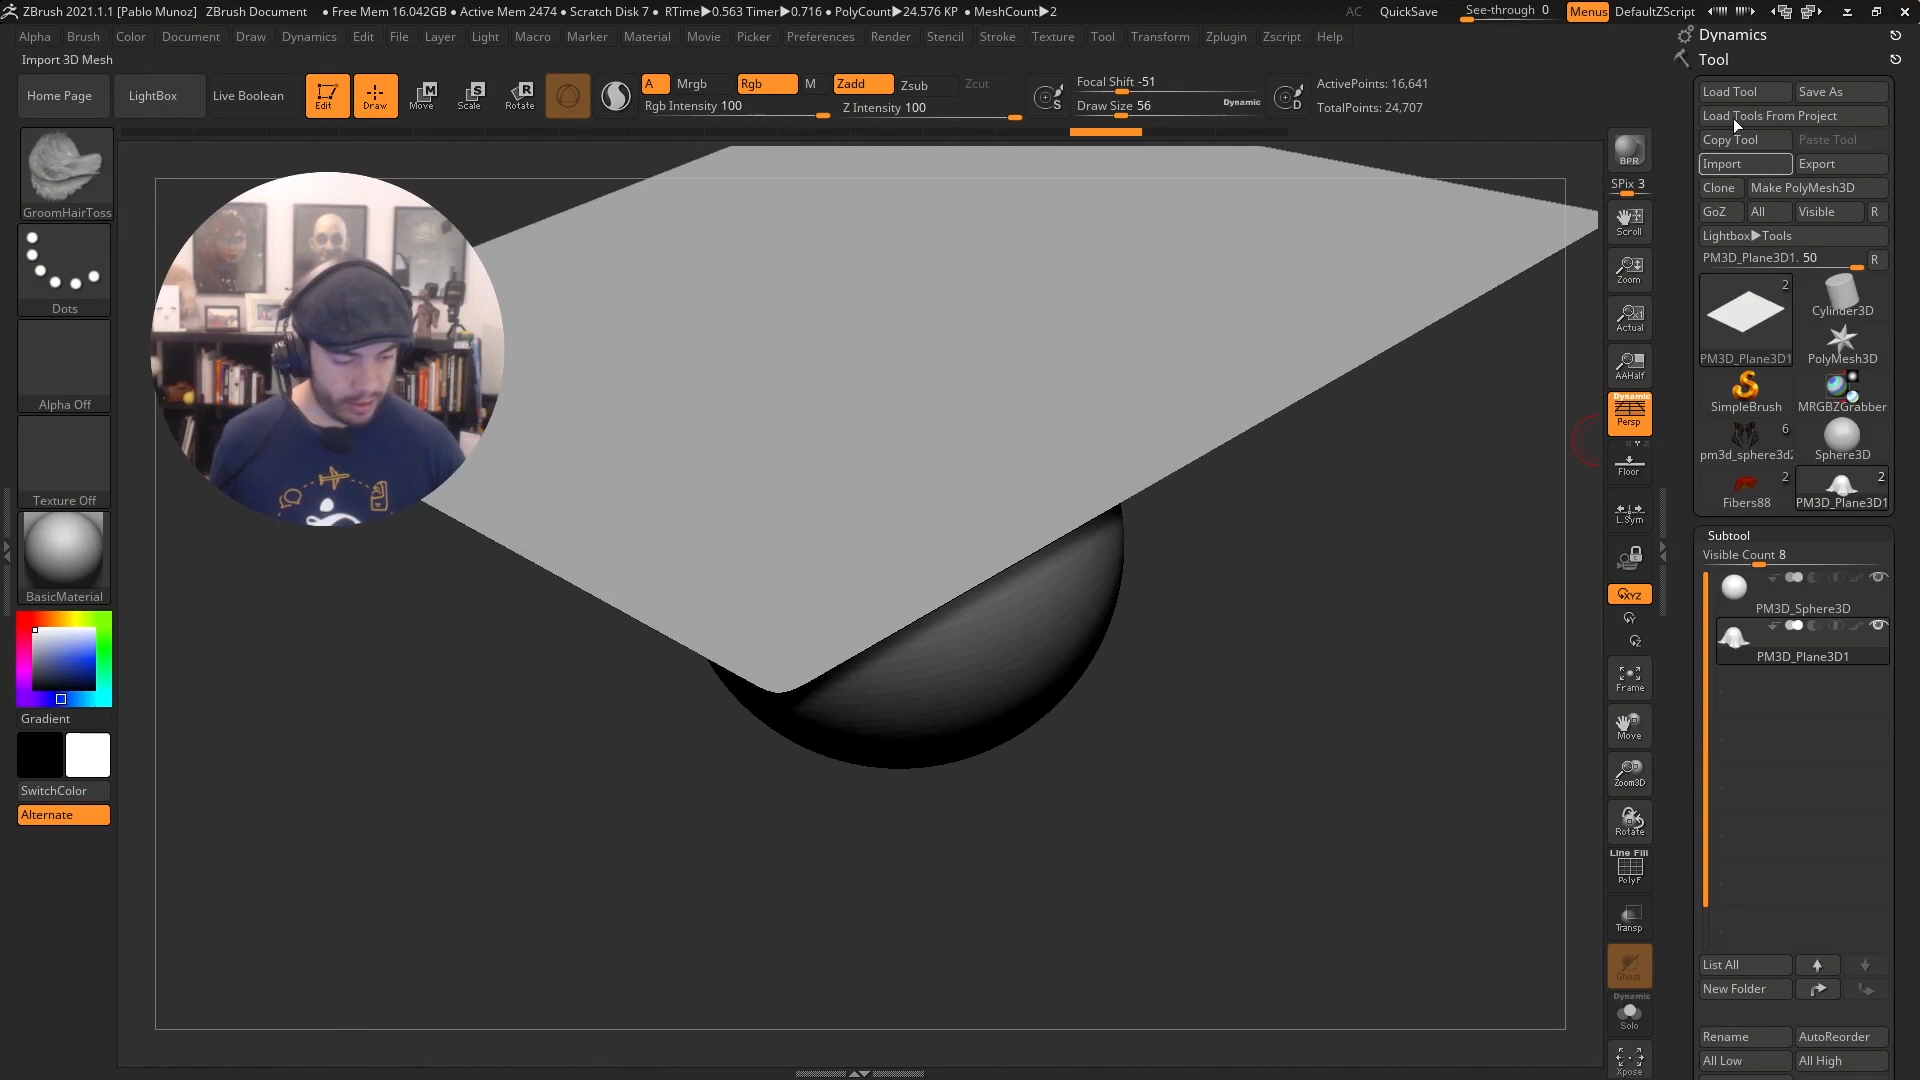 ZBrush 2021.1.1 [Pablo Munoz] ZBrush Document • Free Mem 16.042GB • Active Mem 2474 • Scratch Disk 7 • RTime▶0.563 Timer▶0.716 • PolyCount▶24.576 KP • MeshCount▶2 AC QuickSave See-through 0 Menus DefaultZScript
Alpha Brush Color Document Draw Dynamics Edit File Layer Light Macro Marker Material Movie Picker Preferences Render Stencil Stroke Texture Tool Transform Zplugin Zscript Help
Import 3D Mesh
Home Page LightBox Live Boolean
Edit Draw Move Scale Rotate
A Mrgb Rgb M Zadd Zsub Zcut
Rgb Intensity 100 Z Intensity 100
S
Focal Shift -51
Draw Size 56 Dynamic
D
ActivePoints: 16,641
TotalPoints: 24,707
GroomHairToss
Dots
Alpha Off
Texture Off
BasicMaterial
Gradient
SwitchColor
Alternate
BPR
SPix 3
Scroll
Zoom
Actual
AAHalf
Dynamic
Persp
Floor
L.Sym
XYZ
Y
Z
Frame
Move
Zoom3D
Rotate
Line Fill
PolyF
Transp
Ghost
Dynamic
Solo
Xpose
Dynamics
Tool
Load Tool Save As
Load Tools From Project
Copy Tool Paste Tool
Import Export
Clone Make PolyMesh3D
GoZ All Visible R
Lightbox▶Tools
PM3D_Plane3D1. 50 R
2
PM3D_Plane3D1
Cylinder3D
PolyMesh3D
SimpleBrush MRGBZGrabber
6
pm3d_sphere3d2 Sphere3D
2 2
Fibers88 PM3D_Plane3D1
Subtool
Visible Count 8
PM3D_Sphere3D
PM3D_Plane3D1
List All
New Folder
Rename AutoReorder
All Low All High